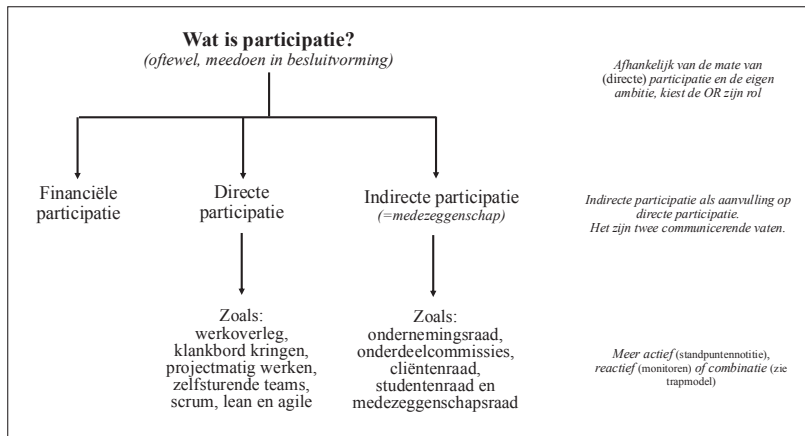 Wat is participatie?
(oftewel, meedoen in besluitvorming)
Afhankelijk van de mate van
(directe) participatie en de eigen
ambitie, kiest de OR zijn rol
Financiële
participatie
Directe
participatie
Indirecte participatie
(=medezeggenschap)
Indirecte participatie als aanvulling op
directe participatie.
Het zijn twee communicerende vaten.
Zoals:
werkoverleg,
klankbord kringen,
projectmatig werken,
zelfsturende teams,
scrum, lean en agile
Zoals:
ondernemingsraad,
onderdeelcommissies,
cliëntenraad,
studentenraad en
medezeggenschapsraad
Meer actief (standpuntennotitie),
reactief (monitoren) of combinatie (zie
trapmodel)